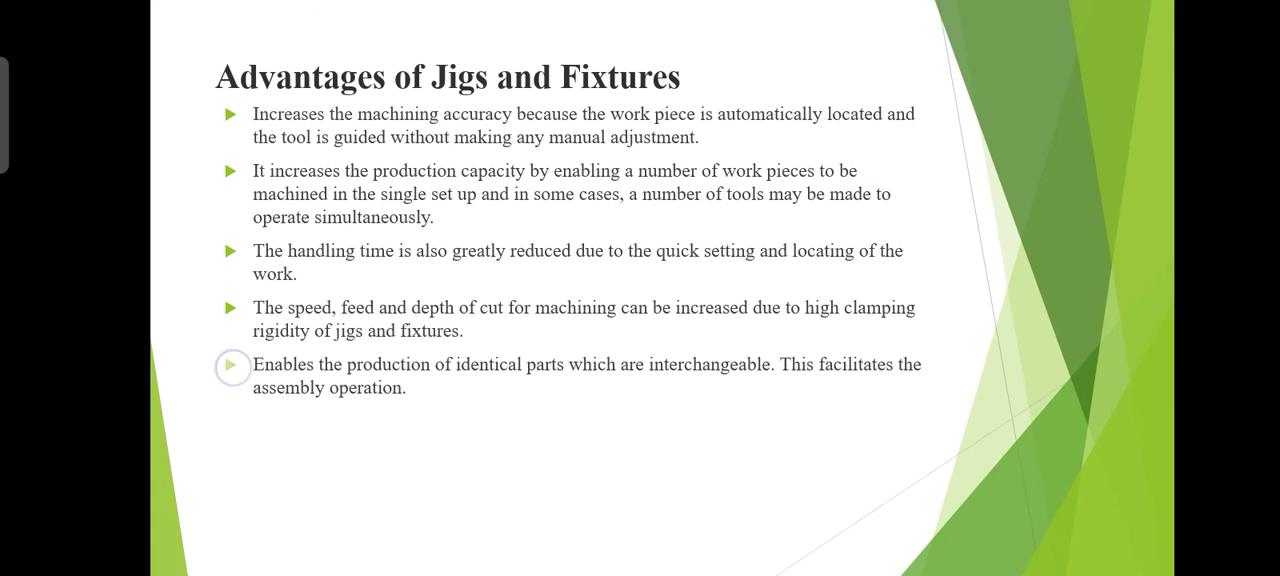 Advantages of Jigs and Fixtures
Increases the machining accuracy because the work piece is automatically located and
the tool is guided without making any manual adjustment.
It increases the production capacity by enabling a number of work pieces to be
machined in the single set up and in some cases, a number of tools may be made to
operate simultaneously.
The handling time is also greatly reduced due to the quick setting and locating of the
work.
The speed, feed and depth of cut for machining can be increased due to high clamping
rigidity of jigs and fixtures.
Enables the production of identical parts which are interchangeable. This facilitates the
assembly operation.